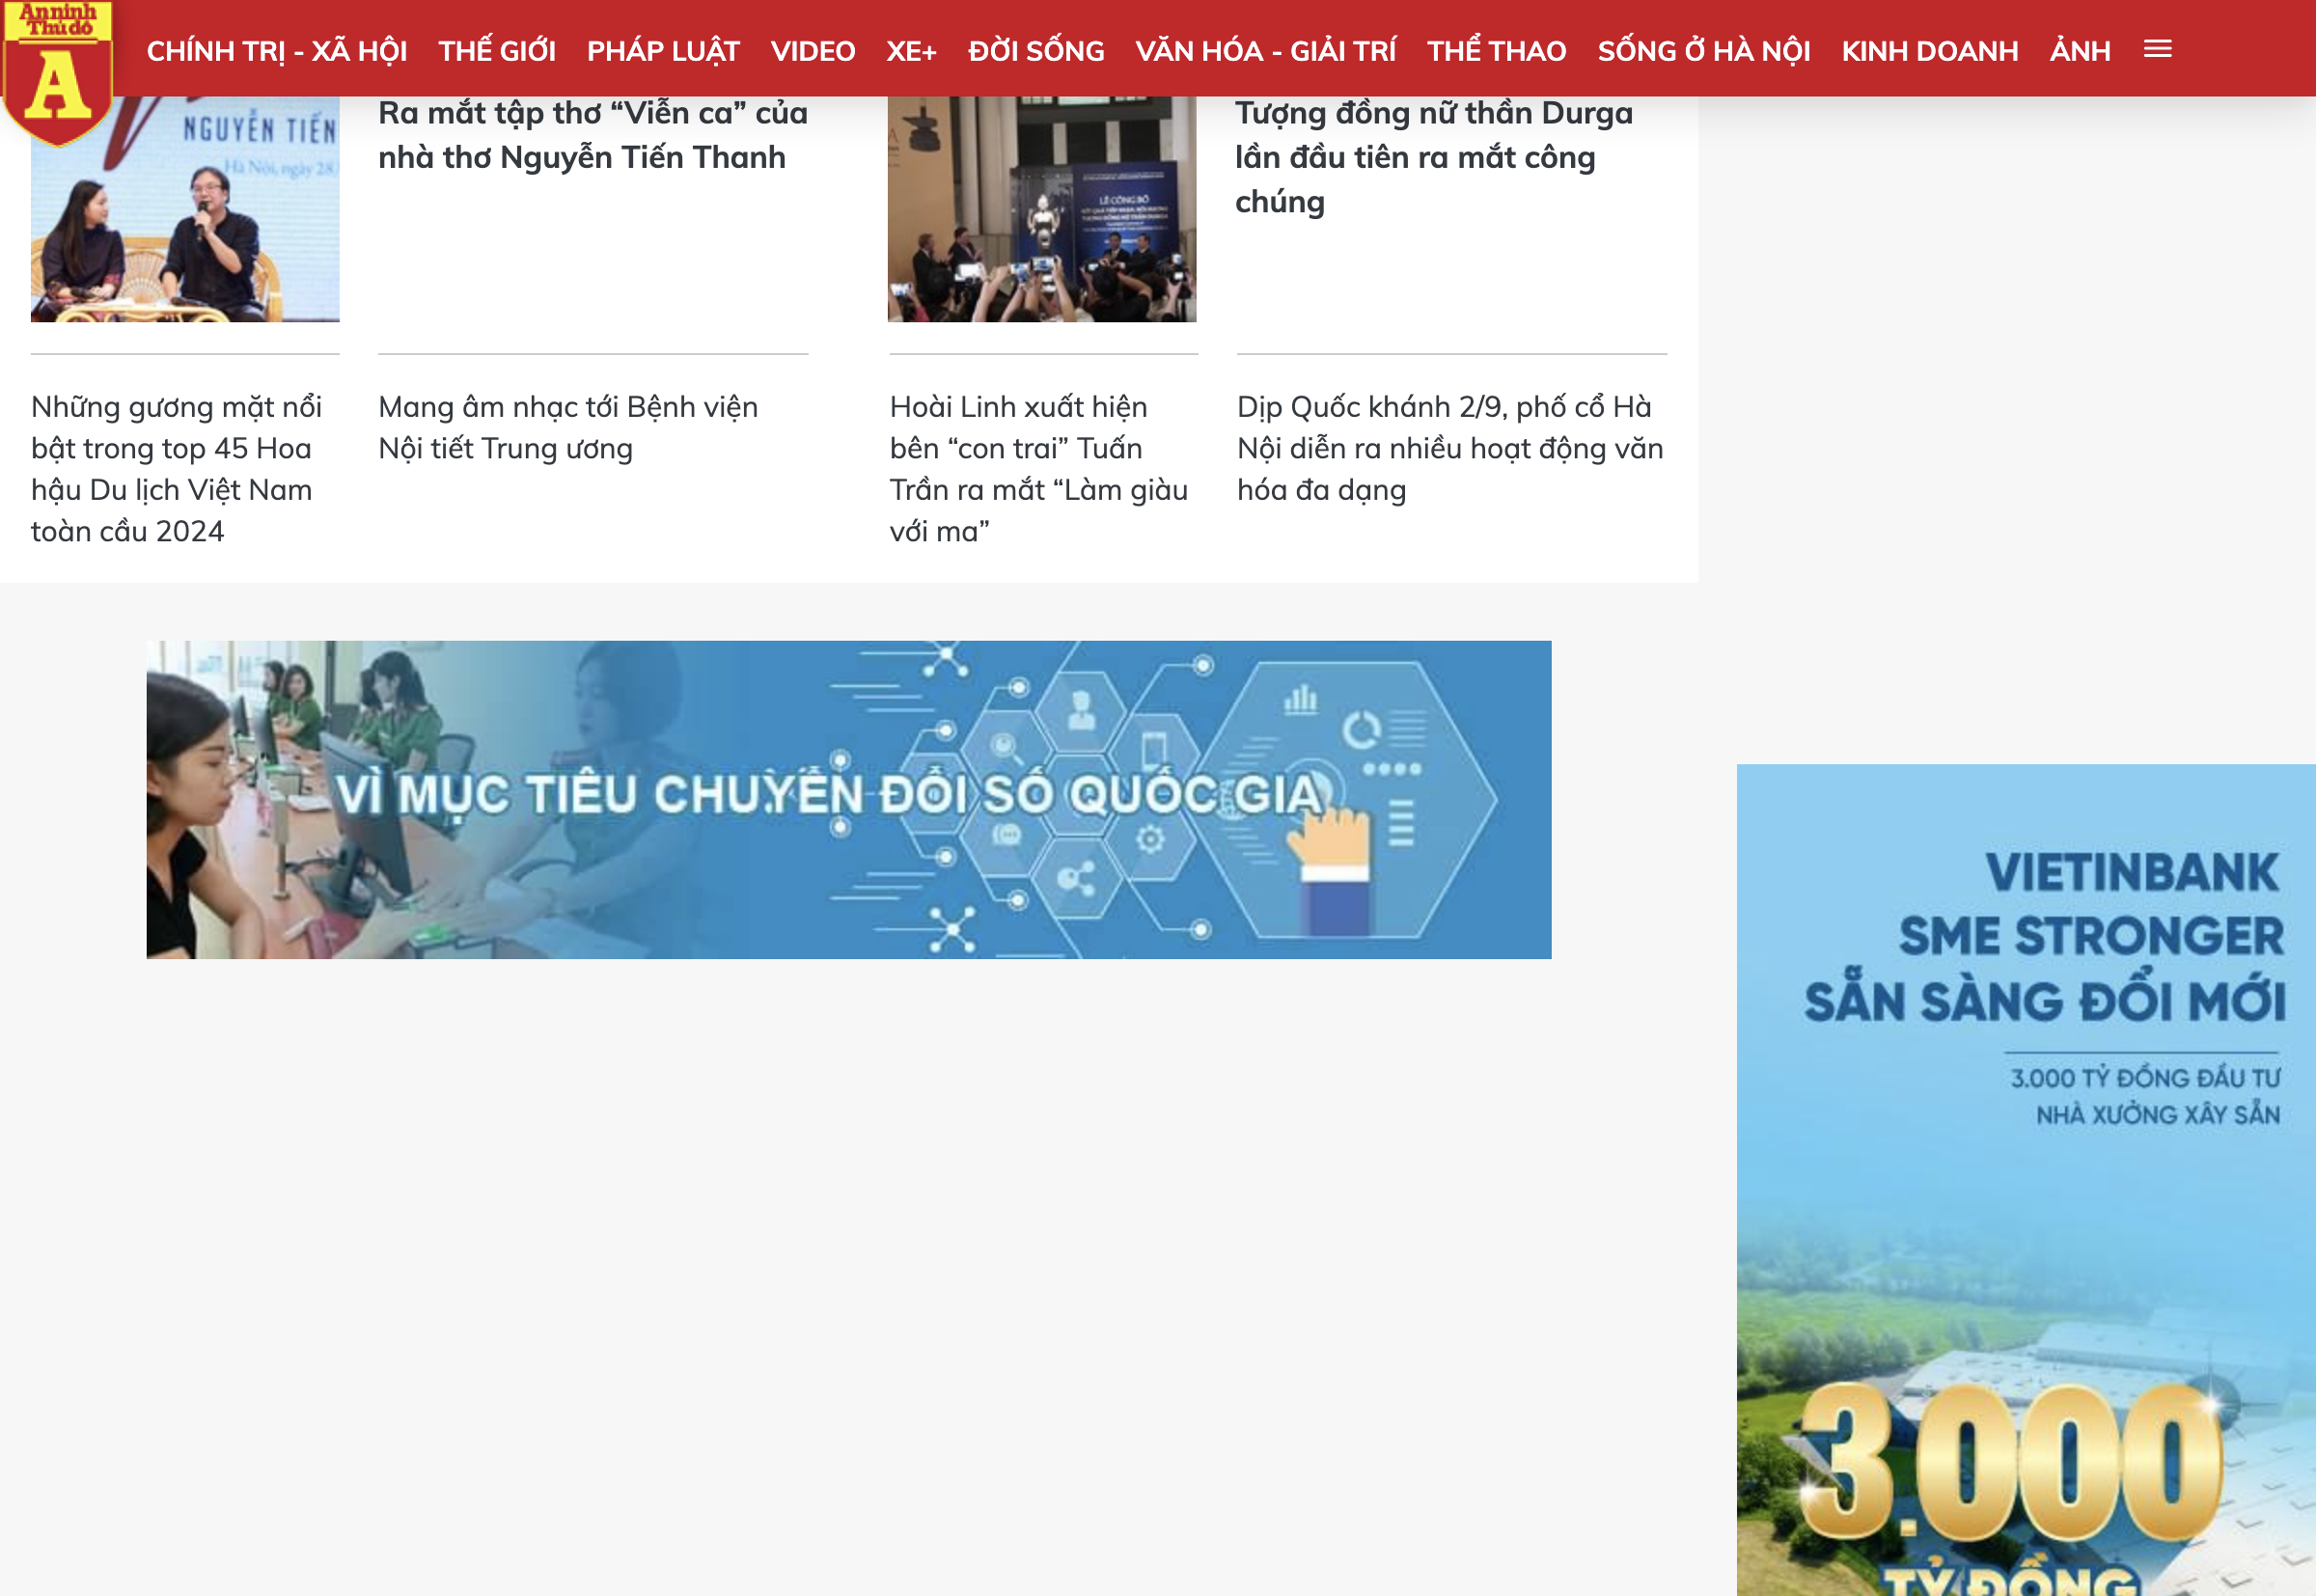 An ninh
Thủ đô
A
CHÍNH TRỊ - XÃ HỘI THẾ GIỚI PHÁP LUẬT VIDEO XE+ ĐỜI SỐNG VĂN HÓA - GIẢI TRÍ THỂ THAO SỐNG Ở HÀ NỘI KINH DOANH ẢNH
NGUYỄN TIẾN
Hà Nội, ngày 28
Ra mắt tập thơ “Viễn ca” của
nhà thơ Nguyễn Tiến Thanh
LỄ CÔNG BỐ
Tượng đồng nữ thần Durga
lần đầu tiên ra mắt công
chúng
Những gương mặt nổi
bật trong top 45 Hoa
hậu Du lịch Việt Nam
toàn cầu 2024
Mang âm nhạc tới Bệnh viện
Nội tiết Trung ương
Hoài Linh xuất hiện
bên “con trai” Tuấn
Trần ra mắt “Làm giàu
với ma”
Dịp Quốc khánh 2/9, phố cổ Hà
Nội diễn ra nhiều hoạt động văn
hóa đa dạng
VÌ MỤC TIÊU CHUYỂN ĐỔI SỐ QUỐC GIA
VIETINBANK
SME STRONGER
SẴN SÀNG ĐỔI MỚI
3.000 TỶ ĐỒNG ĐẦU TƯ
NHÀ XƯỞNG XÂY SẴN
3.000
TỶ ĐỒNG